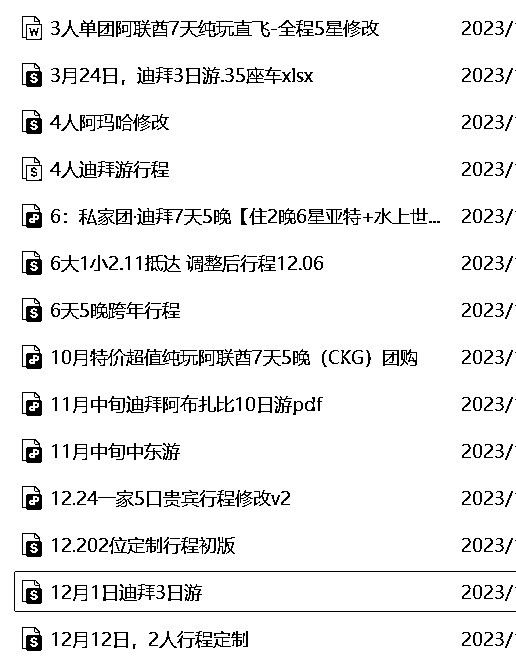 3人单团阿联酋7天纯玩直飞-全程5星修改 2023/
3月24日，迪拜3日游.35座车xlsx 2023/
4人阿玛哈修改 2023/
4人迪拜游行程 2023/
6：私家团·迪拜7天5晚【住2晚6星亚特+水上世... 2023/
6大1小2.11抵达 调整后行程12.06 2023/
6天5晚跨年行程 2023/
10月特价超值纯玩阿联酋7天5晚（CKG）团购 2023/
11月中旬迪拜阿布扎比10日游pdf 2023/
11月中旬中东游 2023/
12.24一家5口贵宾行程修改v2 2023/
12.202位定制行程初版 2023/
12月1日迪拜3日游 2023/
12月12日，2人行程定制 2023/